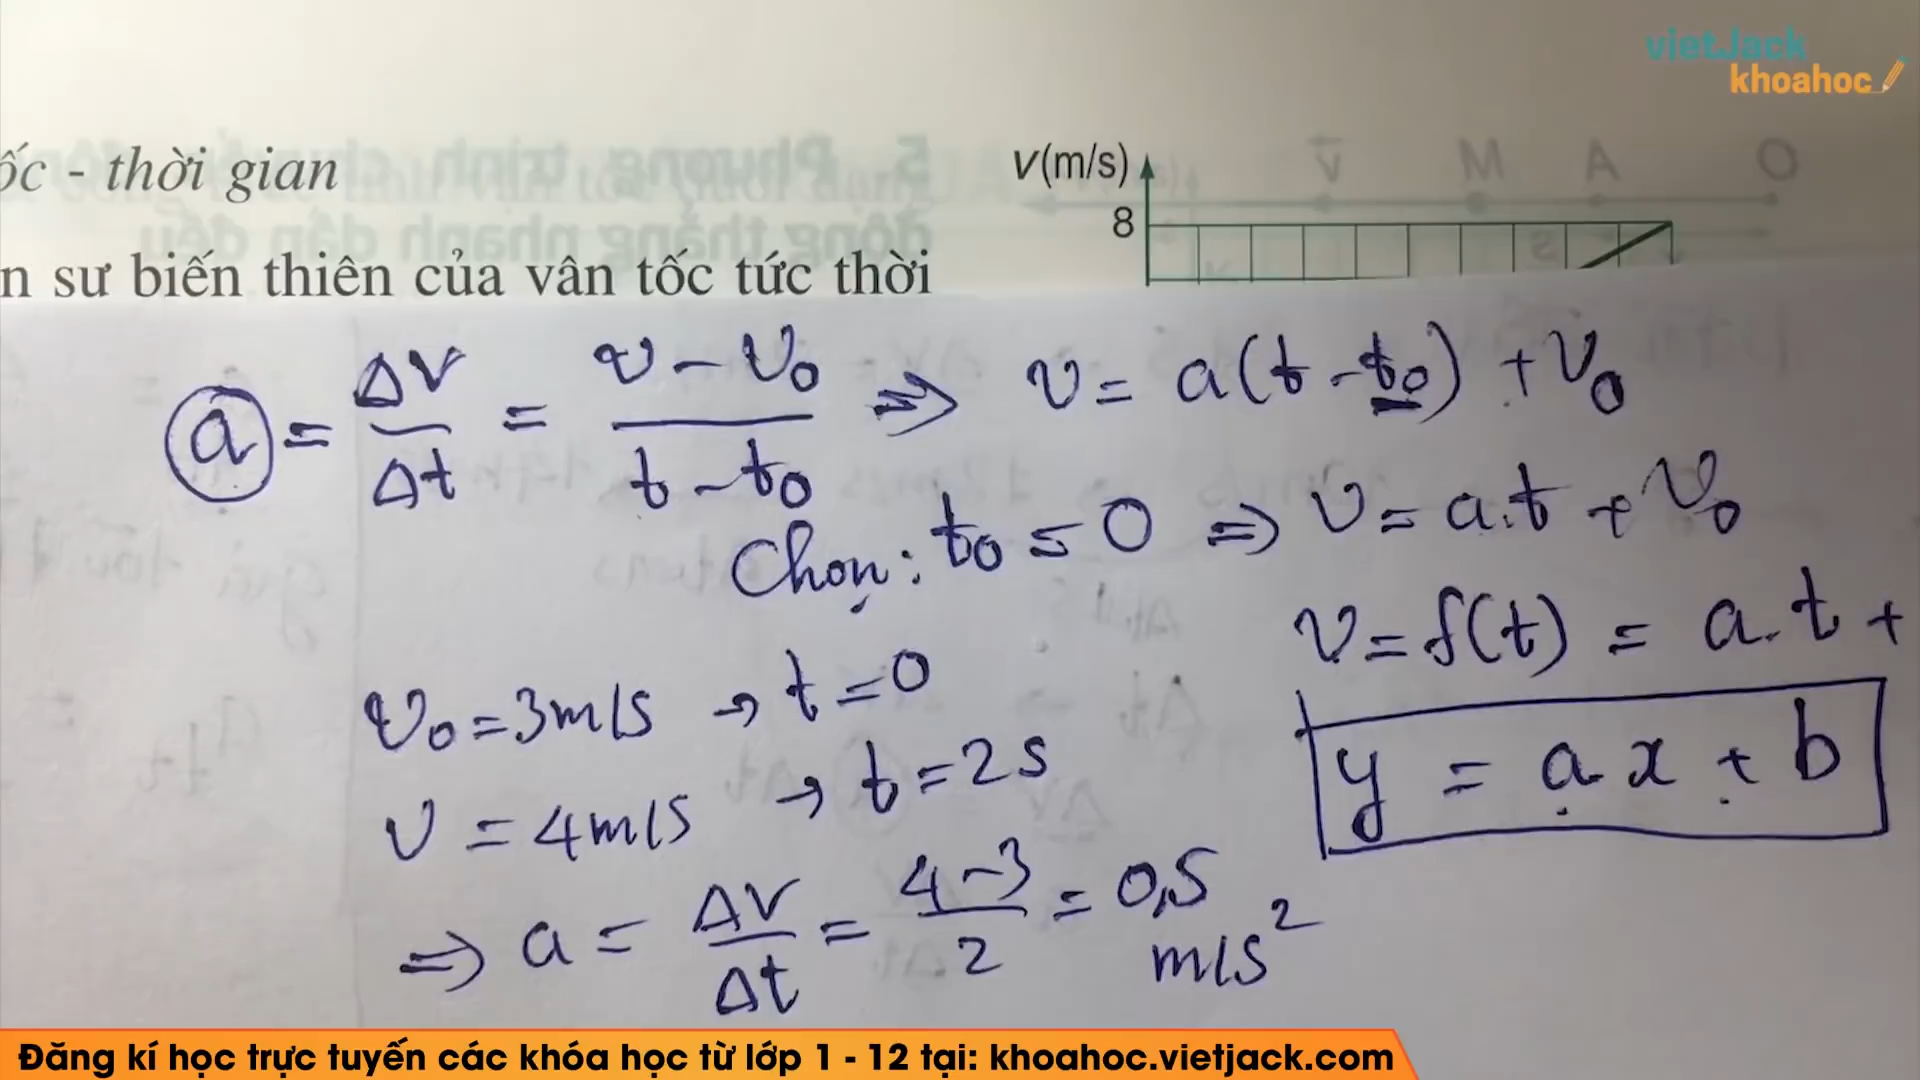 vietJack
khoahoc
ốc - thời gian
n sư biến thiên của vân tốc tức thời
v(m/s)
8
a = Δv/Δt = (v - v₀)/(t - t₀) => v = a(t - t₀) + v₀
Chọn: t₀ = 0 => v = a.t + v₀
v = f(t) = a.t +
v₀ = 3m/s → t = 0
y = a x + b
v = 4m/s → t = 2s
=> a = Δv/Δt = (4 - 3)/2 = 0,5 m/s²
Đăng kí học trực tuyến các khóa học từ lớp 1 - 12 tại: khoahoc.vietjack.com